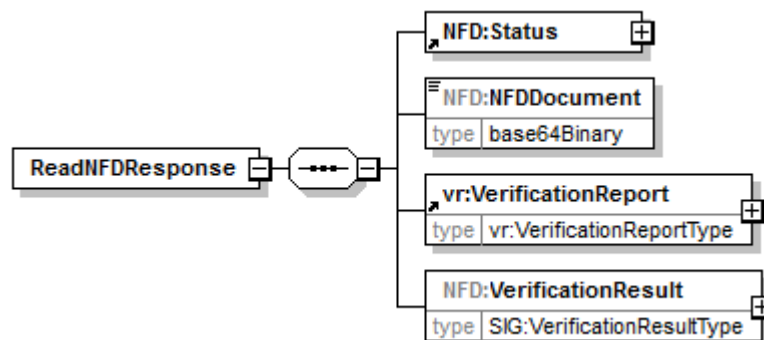 NFD:Status
NFD:NFDDocument
type base64Binary
ReadNFDResponse
vr:VerificationReport
type vr:VerificationReportType
NFD:VerificationResult
type SIG:VerificationResultType